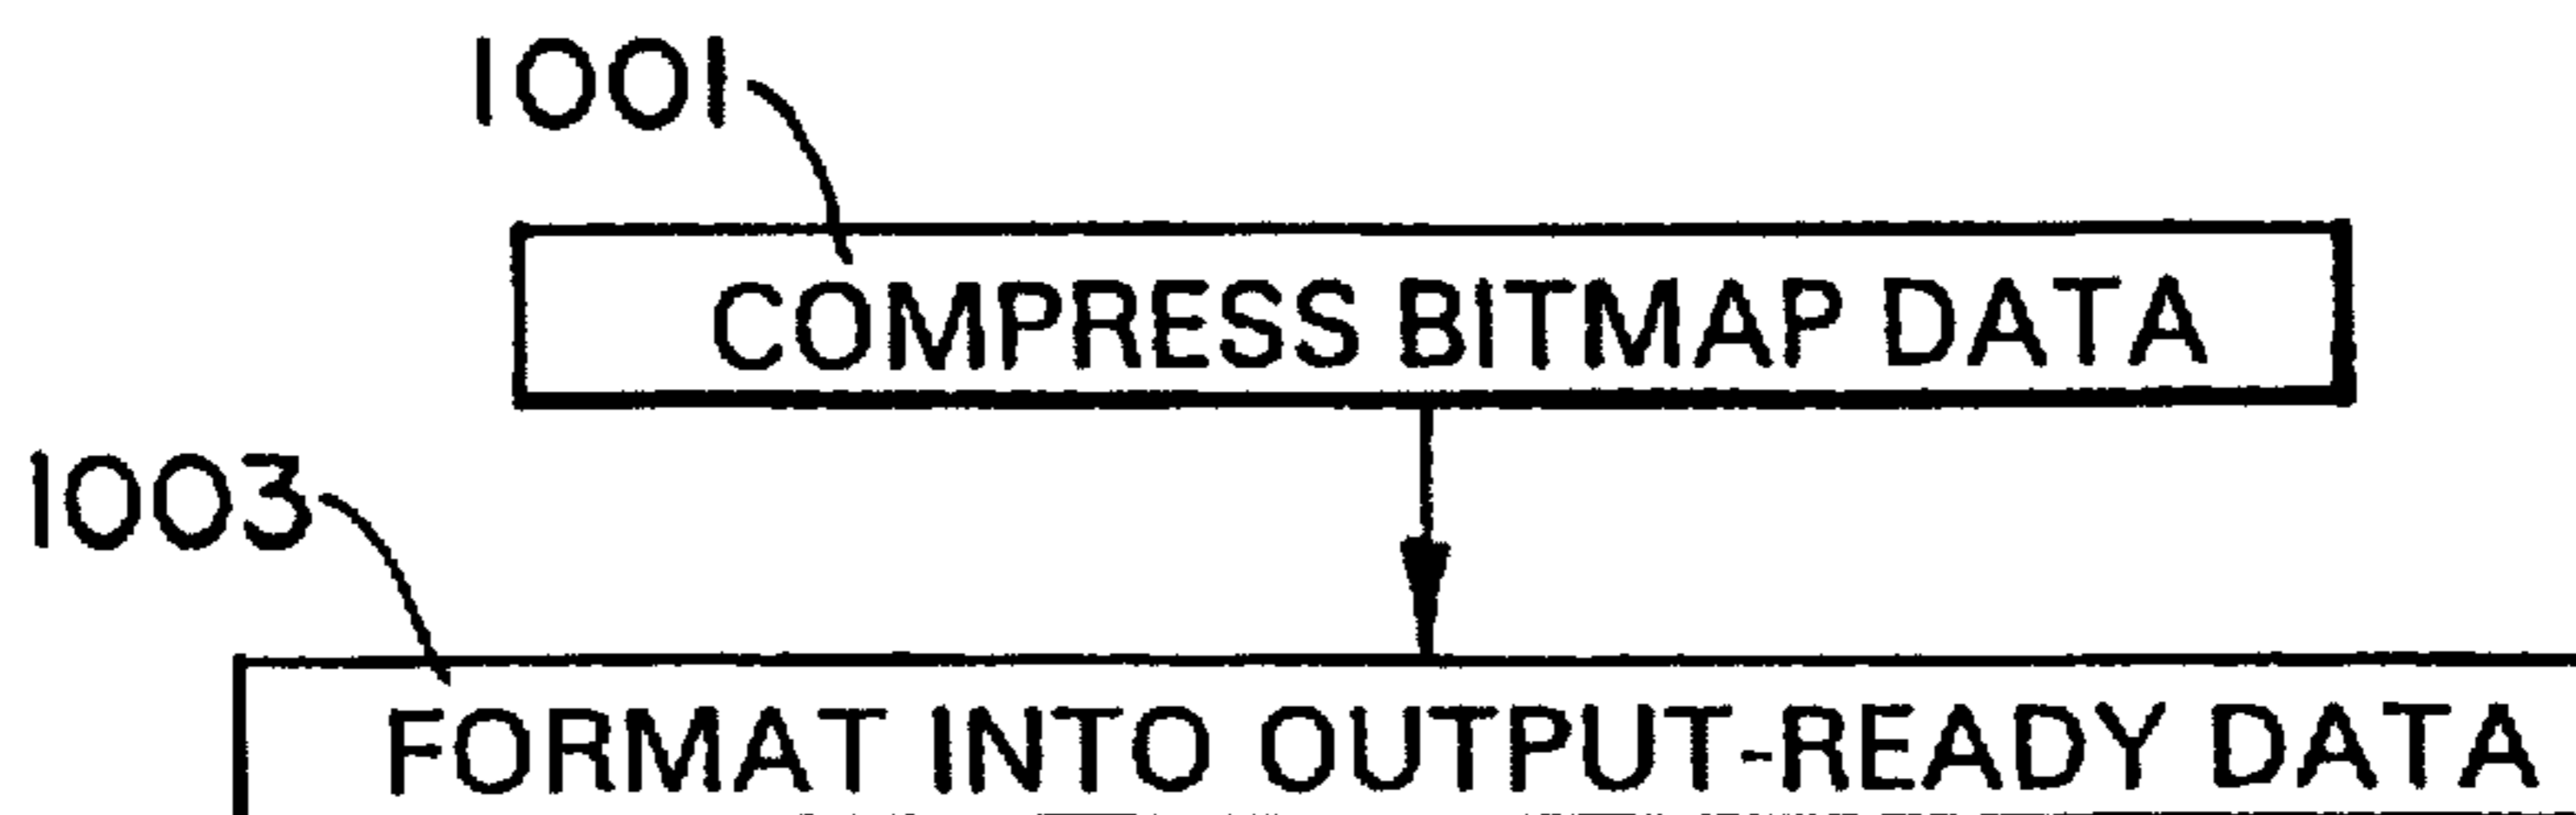 1001
COMPRESS BITMAP DATA
1003
FORMAT INTO OUTPUT-READY DATA